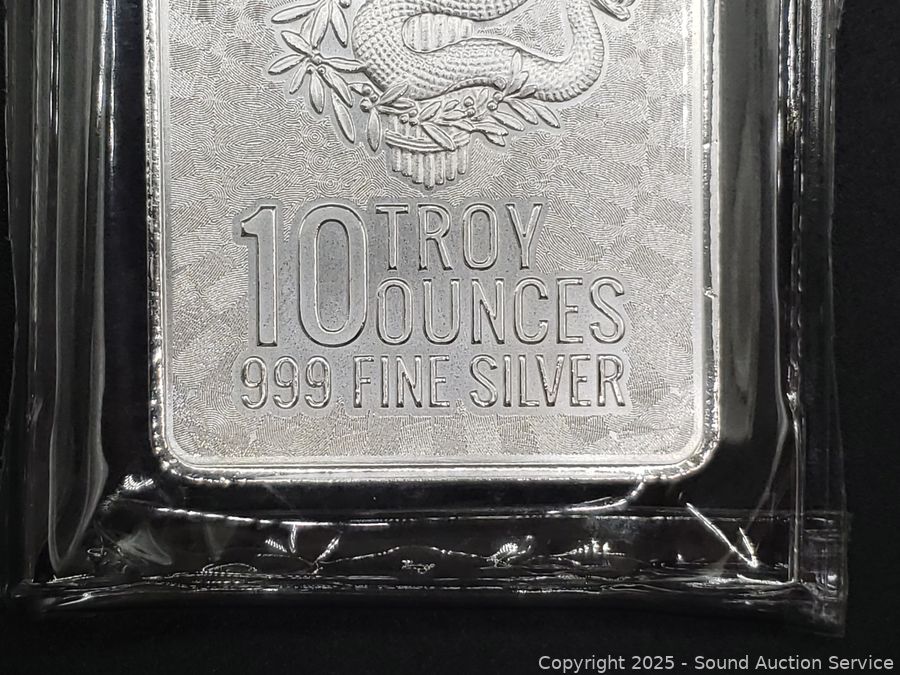 10 TROY
OUNCES
999 FINE SILVER
Copyright 2025 - Sound Auction Service